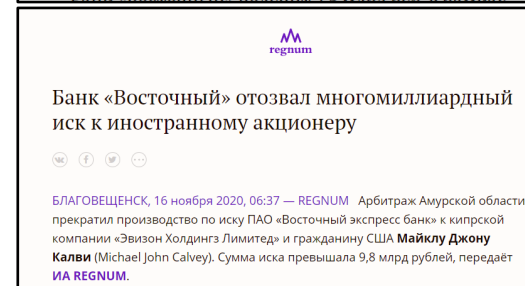 regnum
Банк «Восточный» отозвал многомиллиардный
иск к иностранному акционеру
БЛАГОВЕЩЕНСК, 16 ноября 2020, 06:37 — REGNUM Арбитраж Амурской области
прекратил производство по иску ПАО «Восточный экспресс банк» к кипрской
компании «Эвизон Холдингз Лимитед» и гражданину США Майклу Джону
Калви (Michael John Calvey). Сумма иска превышала 9,8 млрд рублей, передаёт
ИА REGNUM.